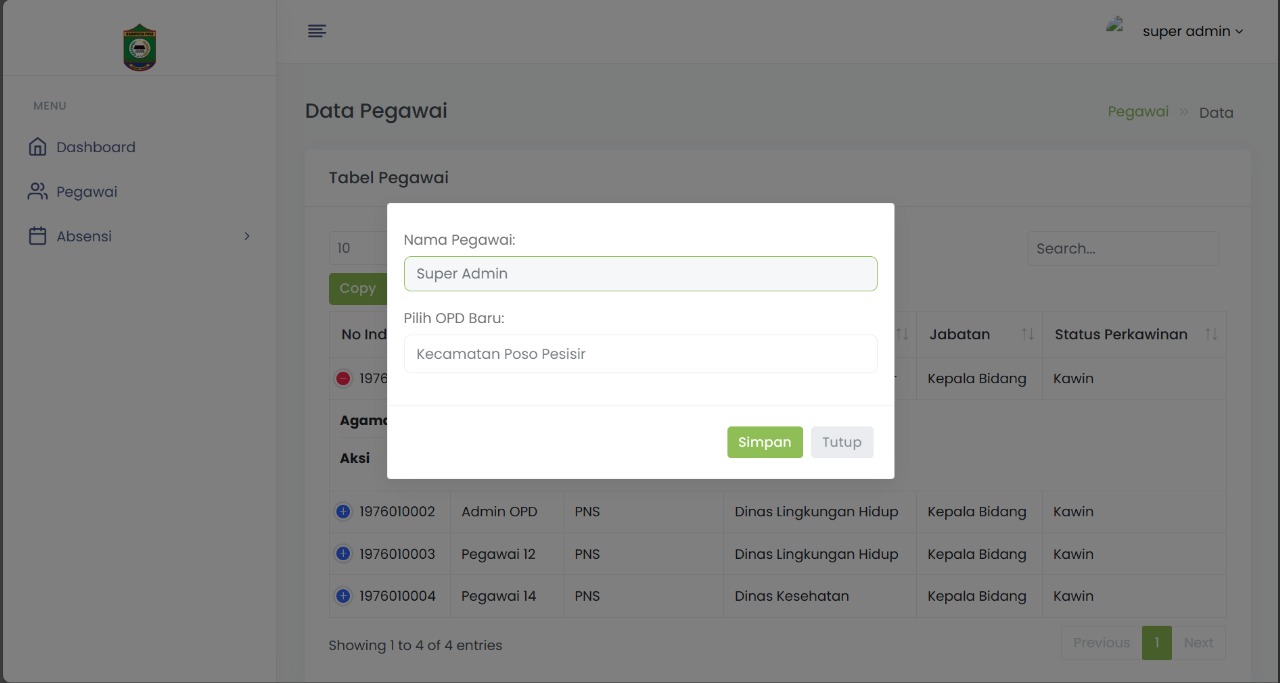 super admin
MENU
Dashboard
Pegawai
Absensi
Data Pegawai
Pegawai » Data
Tabel Pegawai
10
Search...
Copy
Nama Pegawai:
Super Admin
Pilih OPD Baru:
Kecamatan Poso Pesisir
Simpan Tutup
No Ind Jabatan Status Perkawinan
1976 Kepala Bidang Kawin
Agama
Aksi
1976010002 Admin OPD PNS Dinas Lingkungan Hidup Kepala Bidang Kawin
1976010003 Pegawai 12 PNS Dinas Lingkungan Hidup Kepala Bidang Kawin
1976010004 Pegawai 14 PNS Dinas Kesehatan Kepala Bidang Kawin
Showing 1 to 4 of 4 entries
Previous 1 Next